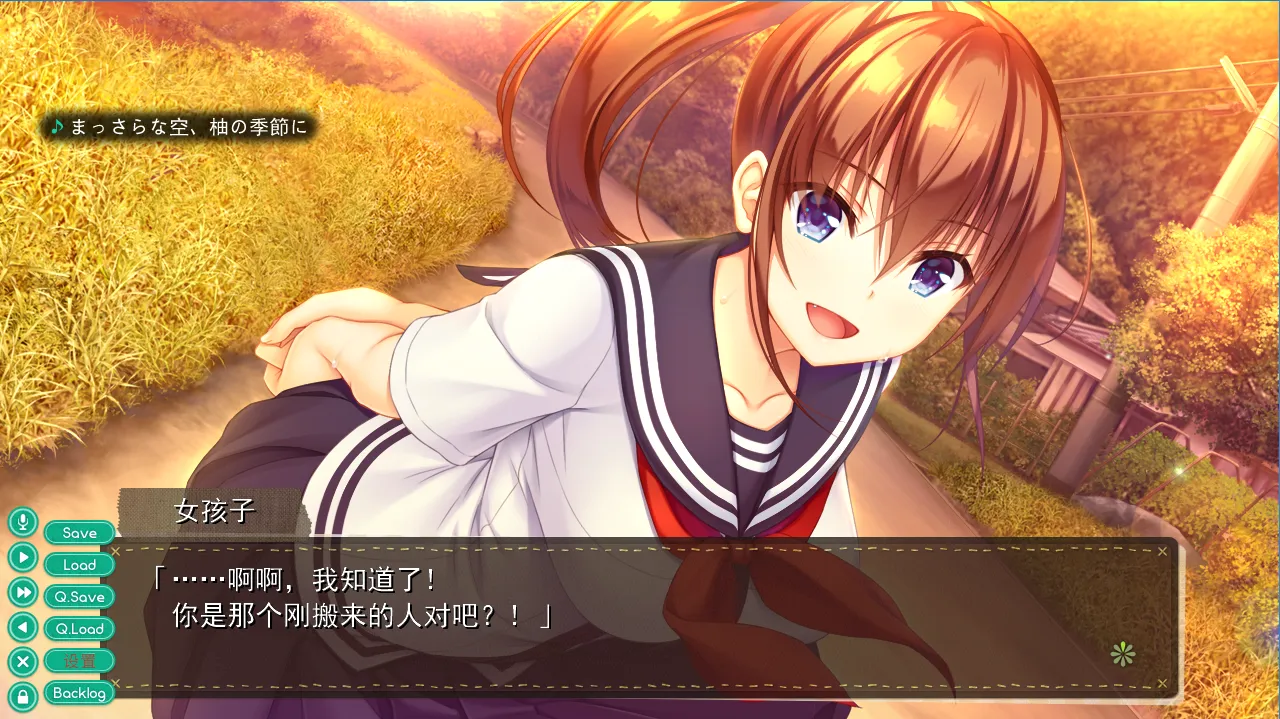 ♪まっさらな空、柚の季節に
女孩子
「……啊啊，我知道了！
你是那个刚搬来的人对吧？！」
Save
Load
Q.Save
Q.Load
设置
Backlog